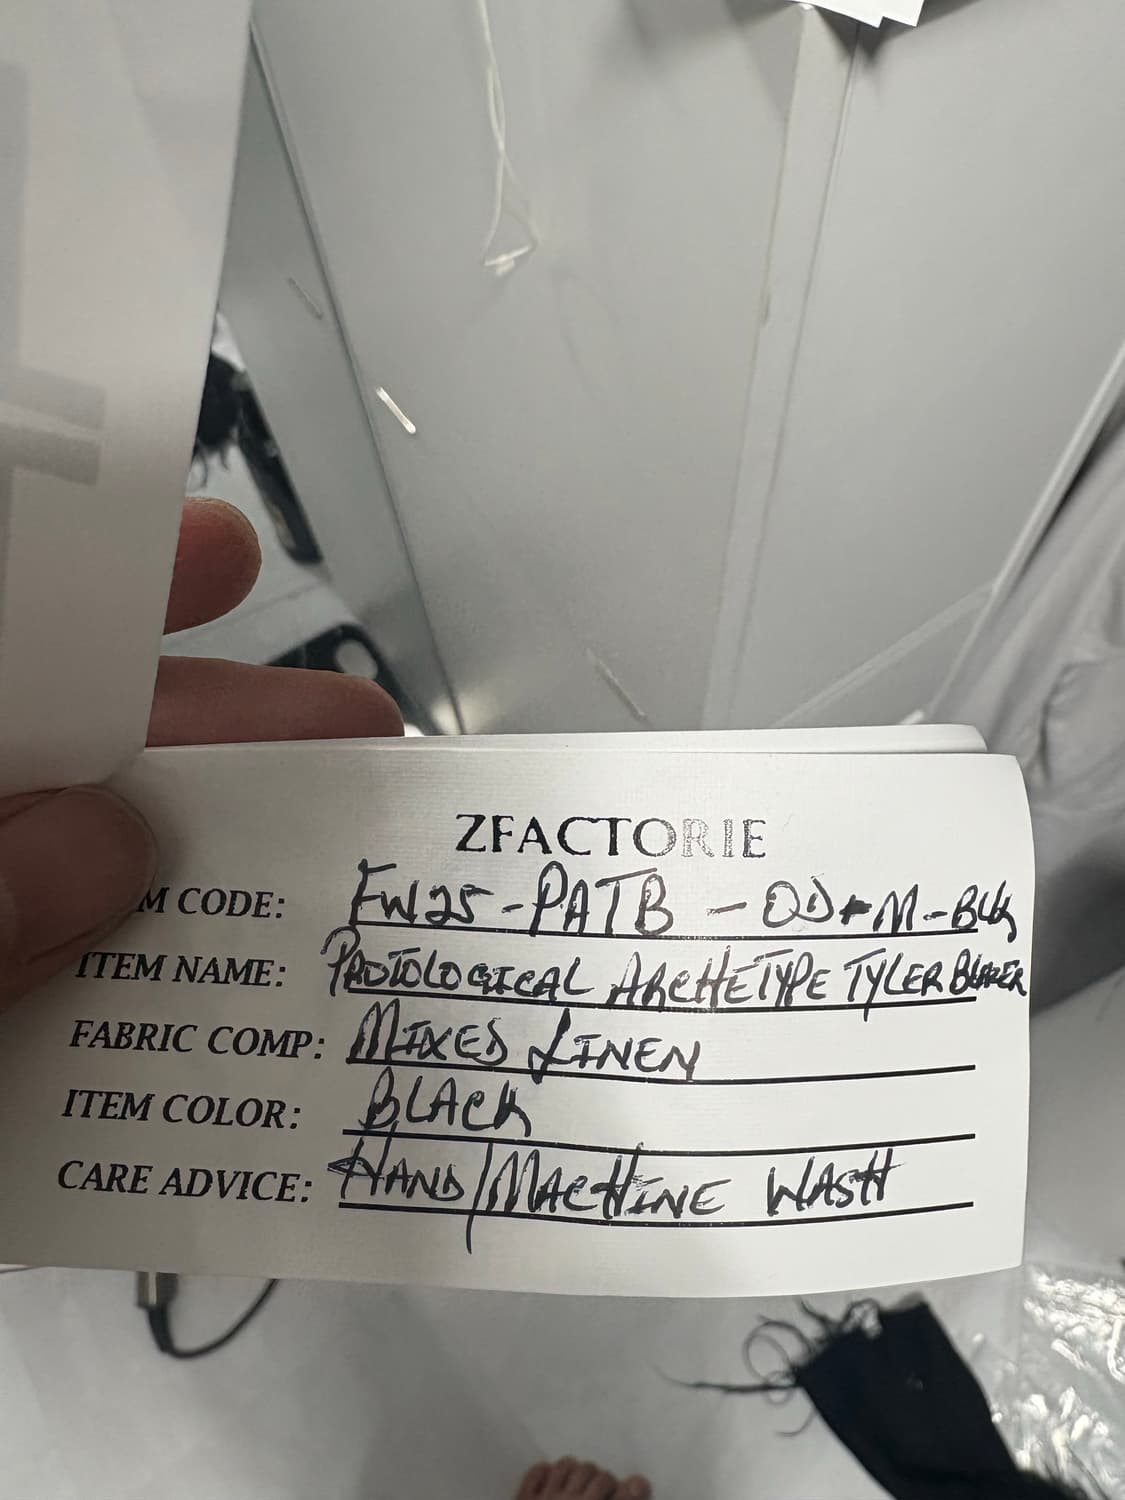 ZFACTORIE
M CODE: FW25-PATB - OD-M-BLK
ITEM NAME: PROTOLOGICAL ARCHETYPE TYLER BLAZER
FABRIC COMP: MIXED LINEN
ITEM COLOR: BLACK
CARE ADVICE: HAND/MACHINE WASH